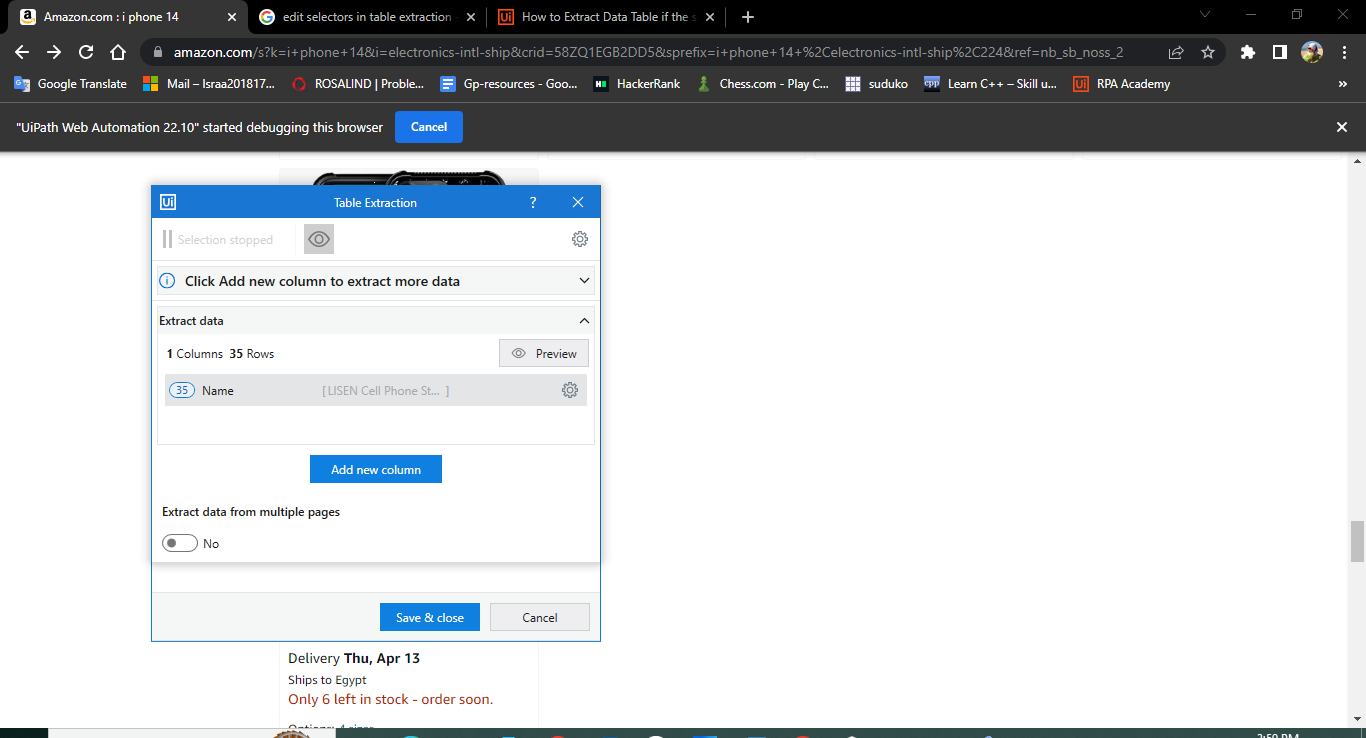 Amazon.com : i phone 14
edit selectors in table extraction
How to Extract Data Table if the s
amazon.com/s?k=i+phone+14&i=electronics-intl-ship&crid=58ZQ1EGB2DD5&sprefix=i+phone+14+%2Celectronics-intl-ship%2C224&ref=nb_sb_noss_2
Google Translate
Mail – Israa201817...
ROSALIND | Proble...
Gp-resources - Goo...
HackerRank
Chess.com - Play C...
suduko
Learn C++ – Skill u...
RPA Academy
"UiPath Web Automation 22.10" started debugging this browser
Cancel
Ui
Table Extraction
?
Selection stopped
Click Add new column to extract more data
Extract data
1 Columns 35 Rows
Preview
35 Name [ LISEN Cell Phone St... ]
Add new column
Extract data from multiple pages
No
Save & close
Cancel
Delivery Thu, Apr 13
Ships to Egypt
Only 6 left in stock - order soon.